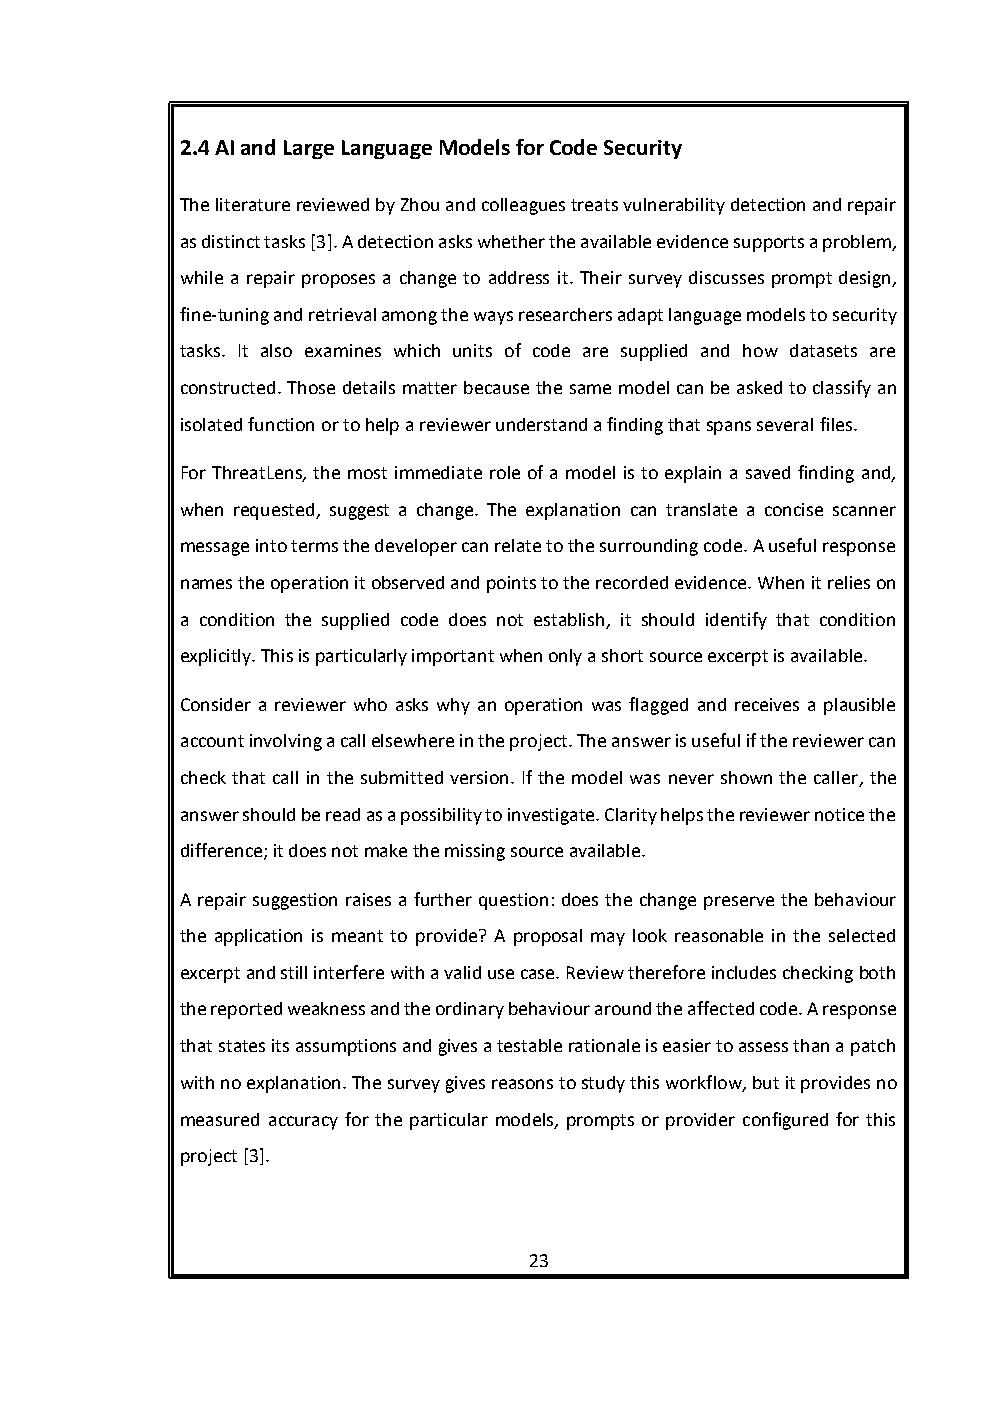 2.4 AI and Large Language Models for Code Security
The literature reviewed by Zhou and colleagues treats vulnerability detection and repair
as distinct tasks [3]. A detection asks whether the available evidence supports a problem,
while a repair proposes a change to address it. Their survey discusses prompt design,
fine-tuning and retrieval among the ways researchers adapt language models to security
tasks. It also examines which units of code are supplied and how datasets are
constructed. Those details matter because the same model can be asked to classify an
isolated function or to help a reviewer understand a finding that spans several files.
For ThreatLens, the most immediate role of a model is to explain a saved finding and,
when requested, suggest a change. The explanation can translate a concise scanner
message into terms the developer can relate to the surrounding code. A useful response
names the operation it observed and points to the recorded evidence. When it relies on
a condition the supplied code does not establish, it should identify that condition
explicitly. This is particularly important when only a short source excerpt is available.
Consider a reviewer who asks why an operation was flagged and receives a plausible
account involving a call elsewhere in the project. The answer is useful if the reviewer can
check that call in the submitted version. If the model was never shown the caller, the
answer should be read as a possibility to investigate. Clarity helps the reviewer notice the
difference; it does not make the missing source available.
A repair suggestion raises a further question: does the change preserve the behaviour
the application is meant to provide? A proposal may look reasonable in the selected
excerpt and still interfere with a valid use case. Review therefore includes checking both
the reported weakness and the ordinary behaviour around the affected code. A response
that states its assumptions and gives a testable rationale is easier to assess than a patch
with no explanation. The survey gives reasons to study this workflow, but it provides no
measured accuracy for the particular models, prompts or provider configured for this
project [3].
23